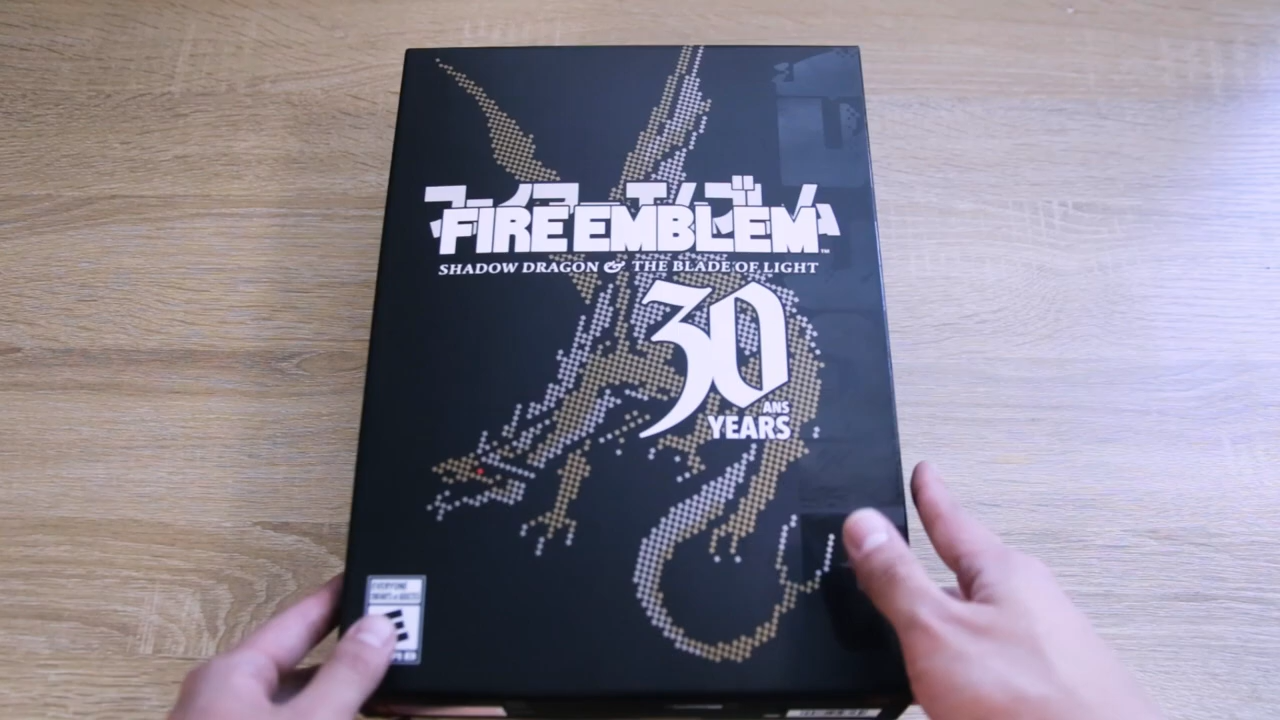 ファイアーエムブレム
FIRE EMBLEM™
SHADOW DRAGON & THE BLADE OF LIGHT
30
ANS
YEARS
EVERYONE
E